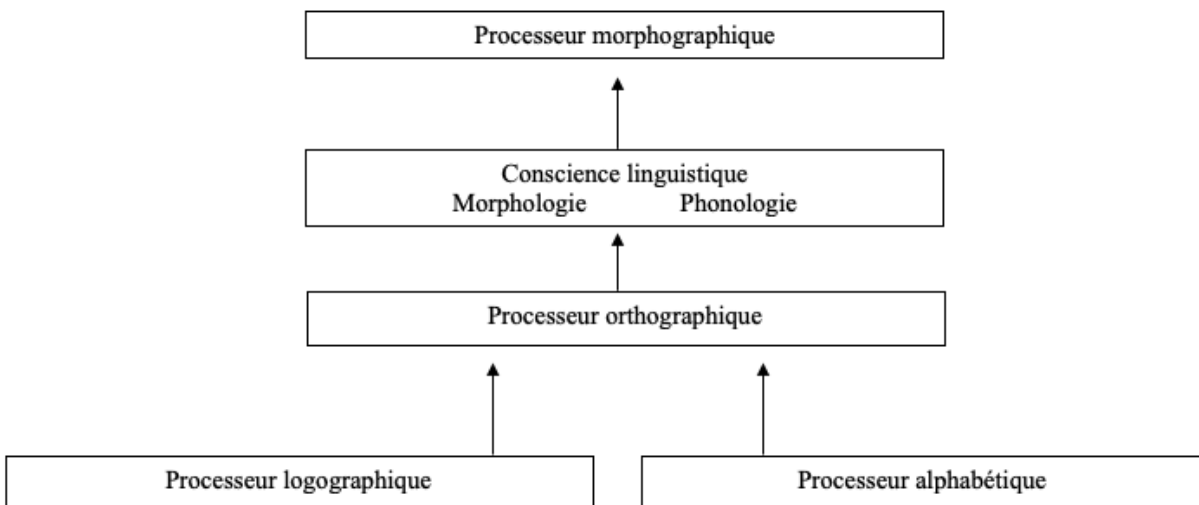 Processeur morphographique
Conscience linguistique
Morphologie Phonologie
Processeur orthographique
Processeur logographique
Processeur alphabétique